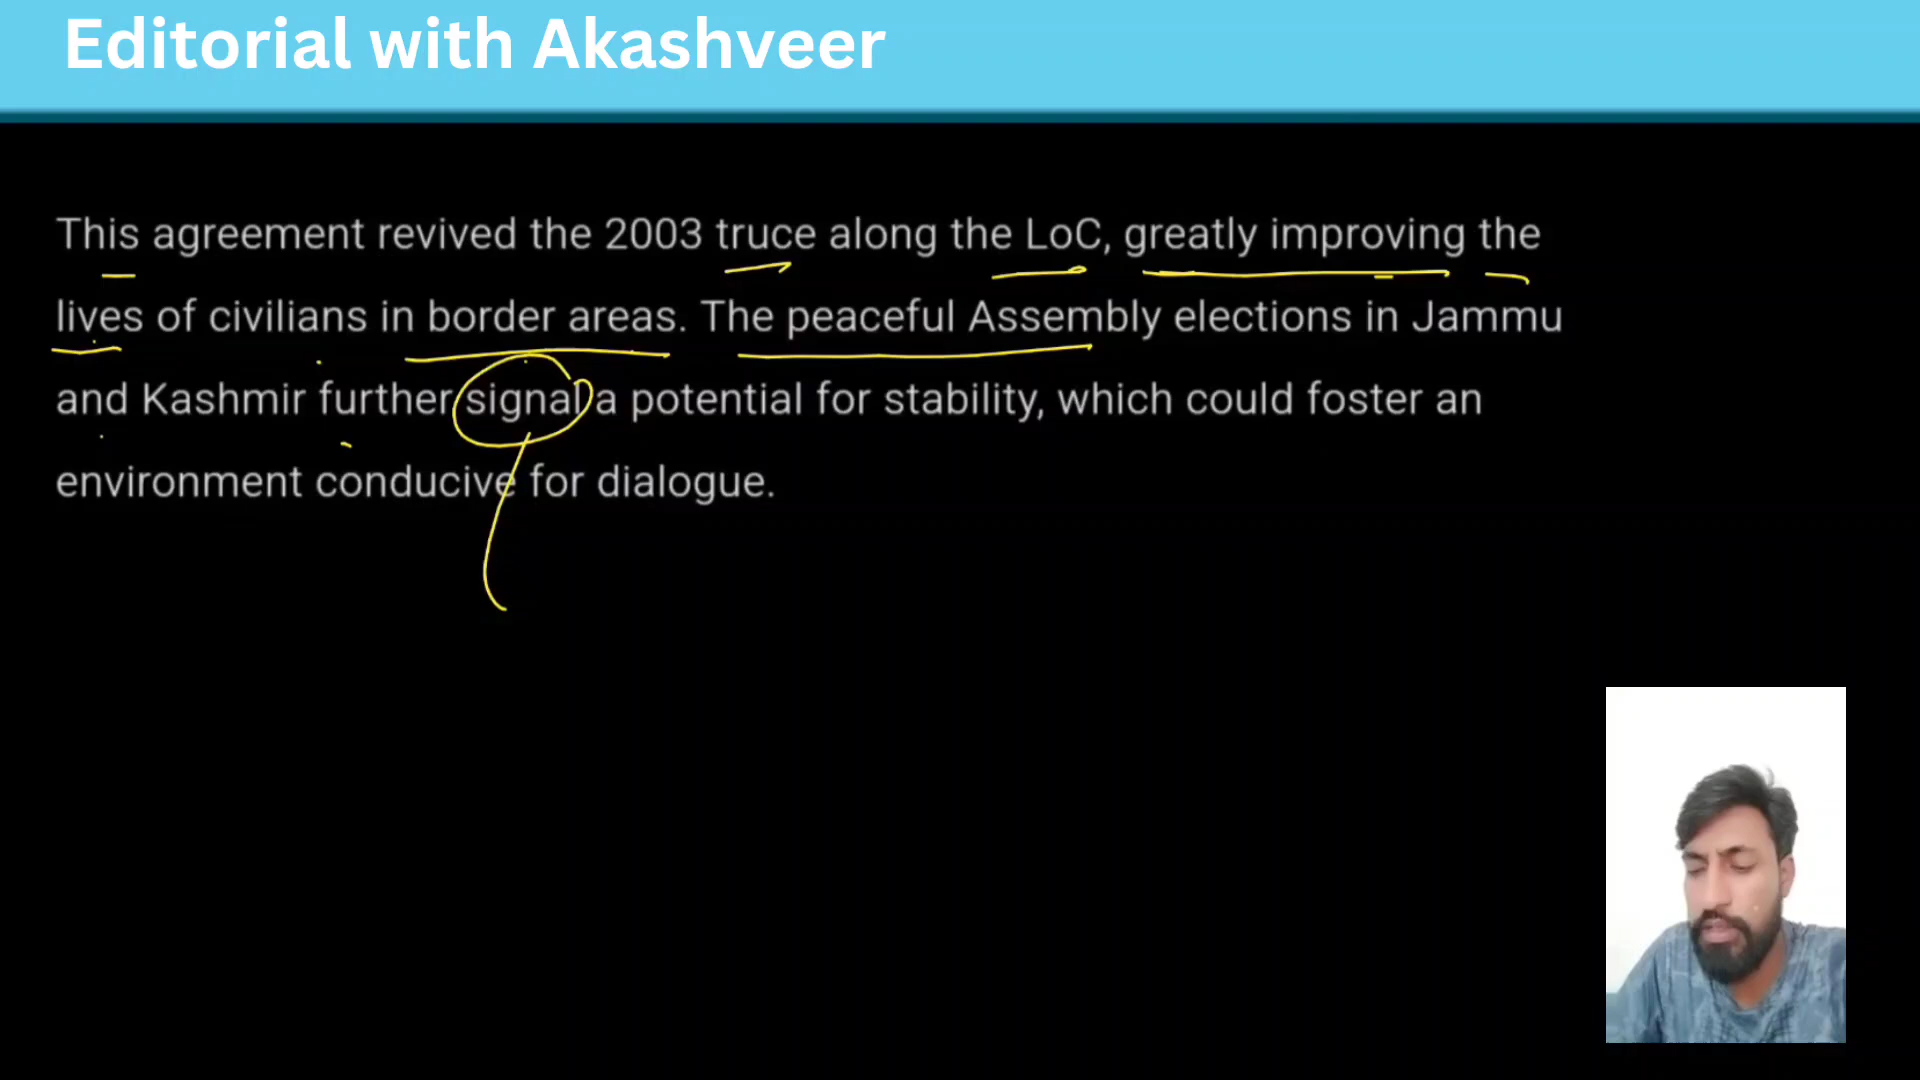 Editorial with Akashveer
This agreement revived the 2003 truce along the LoC, greatly improving the
lives of civilians in border areas. The peaceful Assembly elections in Jammu
and Kashmir further signal a potential for stability, which could foster an
environment conducive for dialogue.